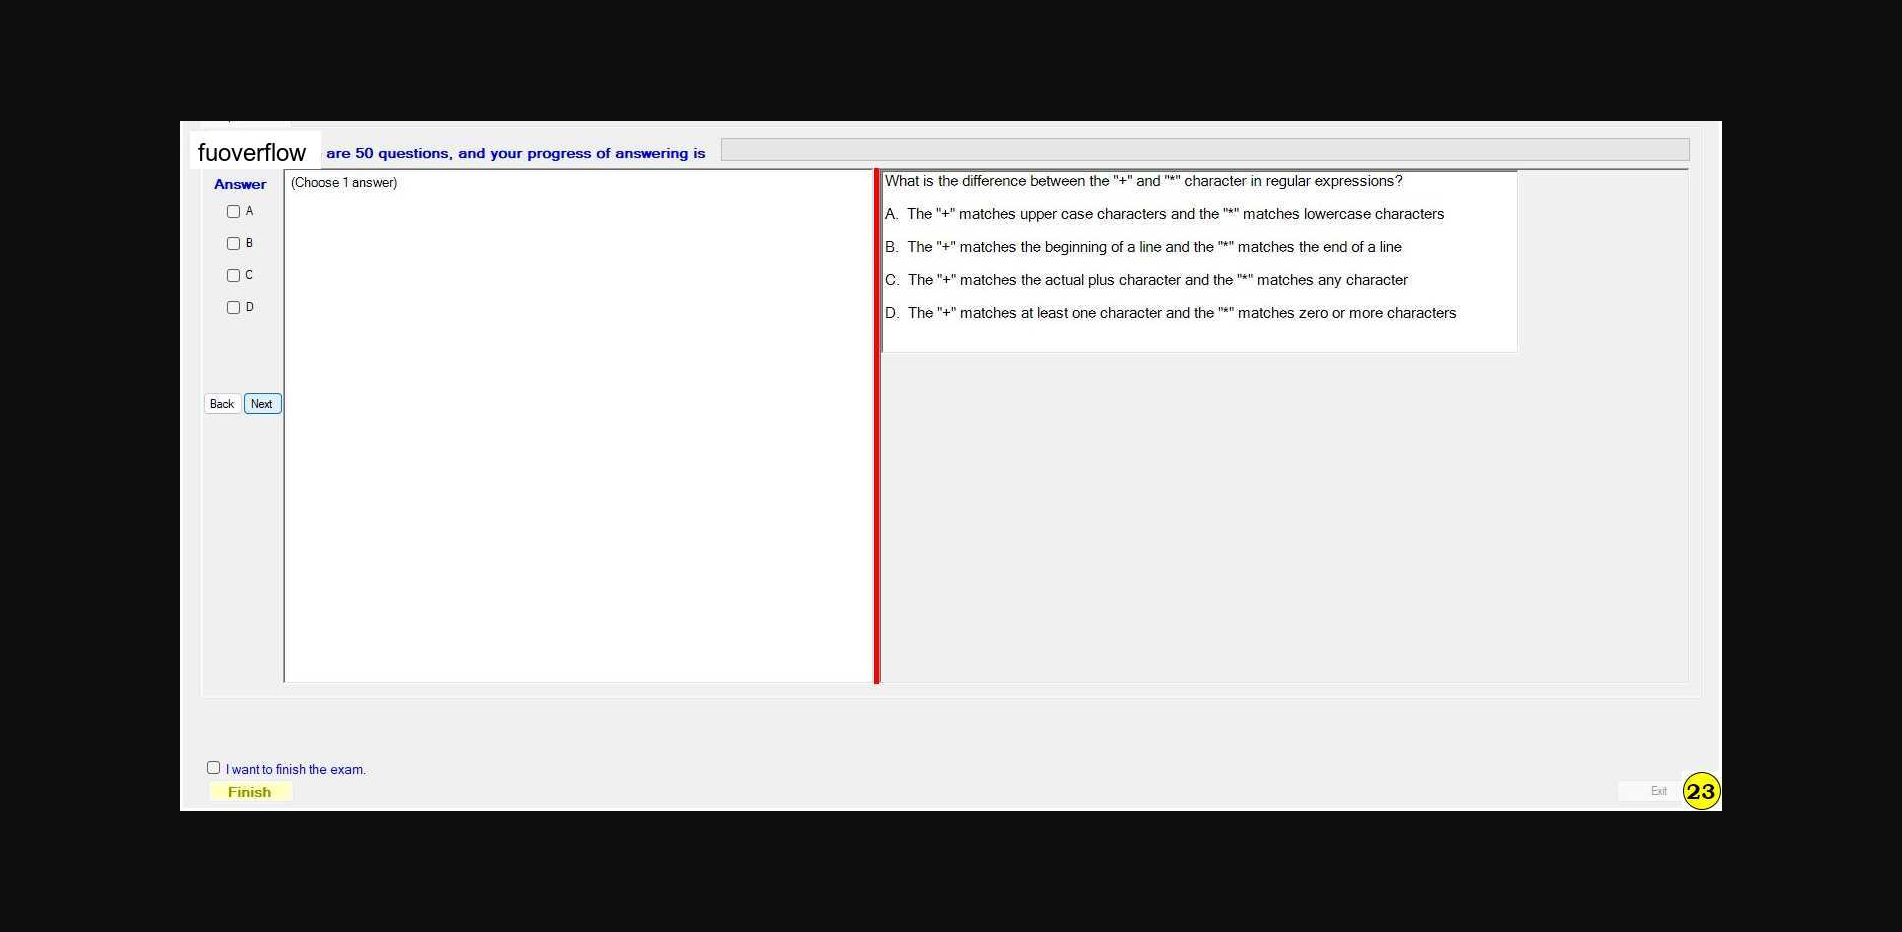 fuoverflow are 50 questions, and your progress of answering is
Answer
A
B
C
D
Back Next
(Choose 1 answer)
What is the difference between the "+" and "*" character in regular expressions?
A. The "+" matches upper case characters and the "*" matches lowercase characters
B. The "+" matches the beginning of a line and the "*" matches the end of a line
C. The "+" matches the actual plus character and the "*" matches any character
D. The "+" matches at least one character and the "*" matches zero or more characters
I want to finish the exam.
Finish
Exit
23